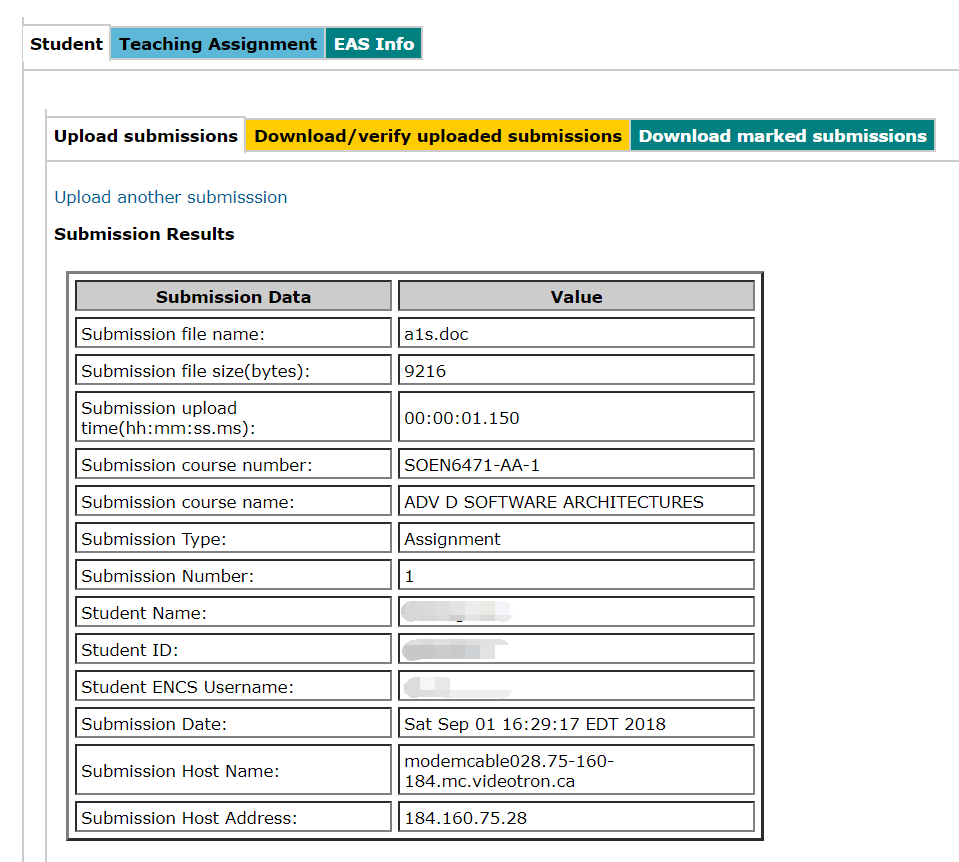 Student Teaching Assignment EAS Info
Upload submissions Download/verify uploaded submissions Download marked submissions
Upload another submisssion
Submission Results
Submission Data Value
Submission file name: a1s.doc
Submission file size(bytes): 9216
Submission upload
time(hh:mm:ss.ms): 00:00:01.150
Submission course number: SOEN6471-AA-1
Submission course name: ADV D SOFTWARE ARCHITECTURES
Submission Type: Assignment
Submission Number: 1
Student Name:
Student ID:
Student ENCS Username:
Submission Date: Sat Sep 01 16:29:17 EDT 2018
Submission Host Name: modemcable028.75-160-
184.mc.videotron.ca
Submission Host Address: 184.160.75.28